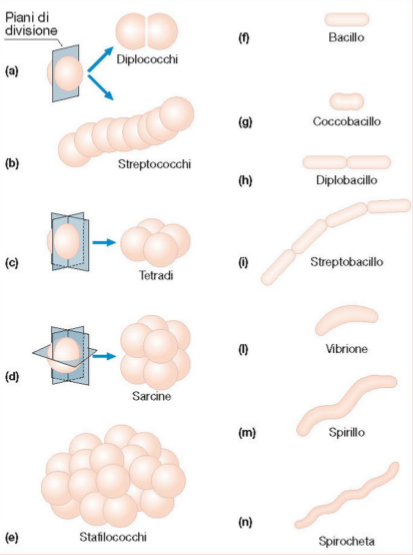 Piani di
divisione
(a)
Diplococchi
(b)
Streptococchi
(c)
Tetradi
(d)
Sarcine
(e)
Stafilococchi
(f)
Bacillo
(g)
Coccobacillo
(h)
Diplobacillo
(i)
Streptobacillo
(l)
Vibrione
(m)
Spirillo
(n)
Spirocheta